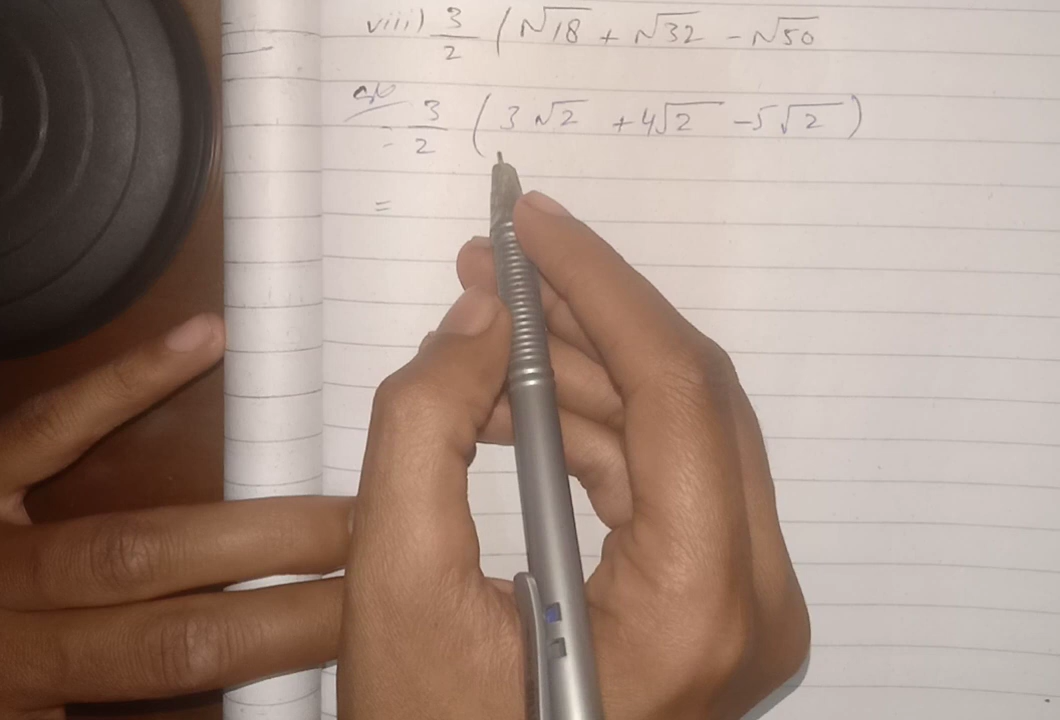 viii) 3/2 (√18 + √32 - √50
= 3/2 (3√2 + 4√2 - 5√2)
=